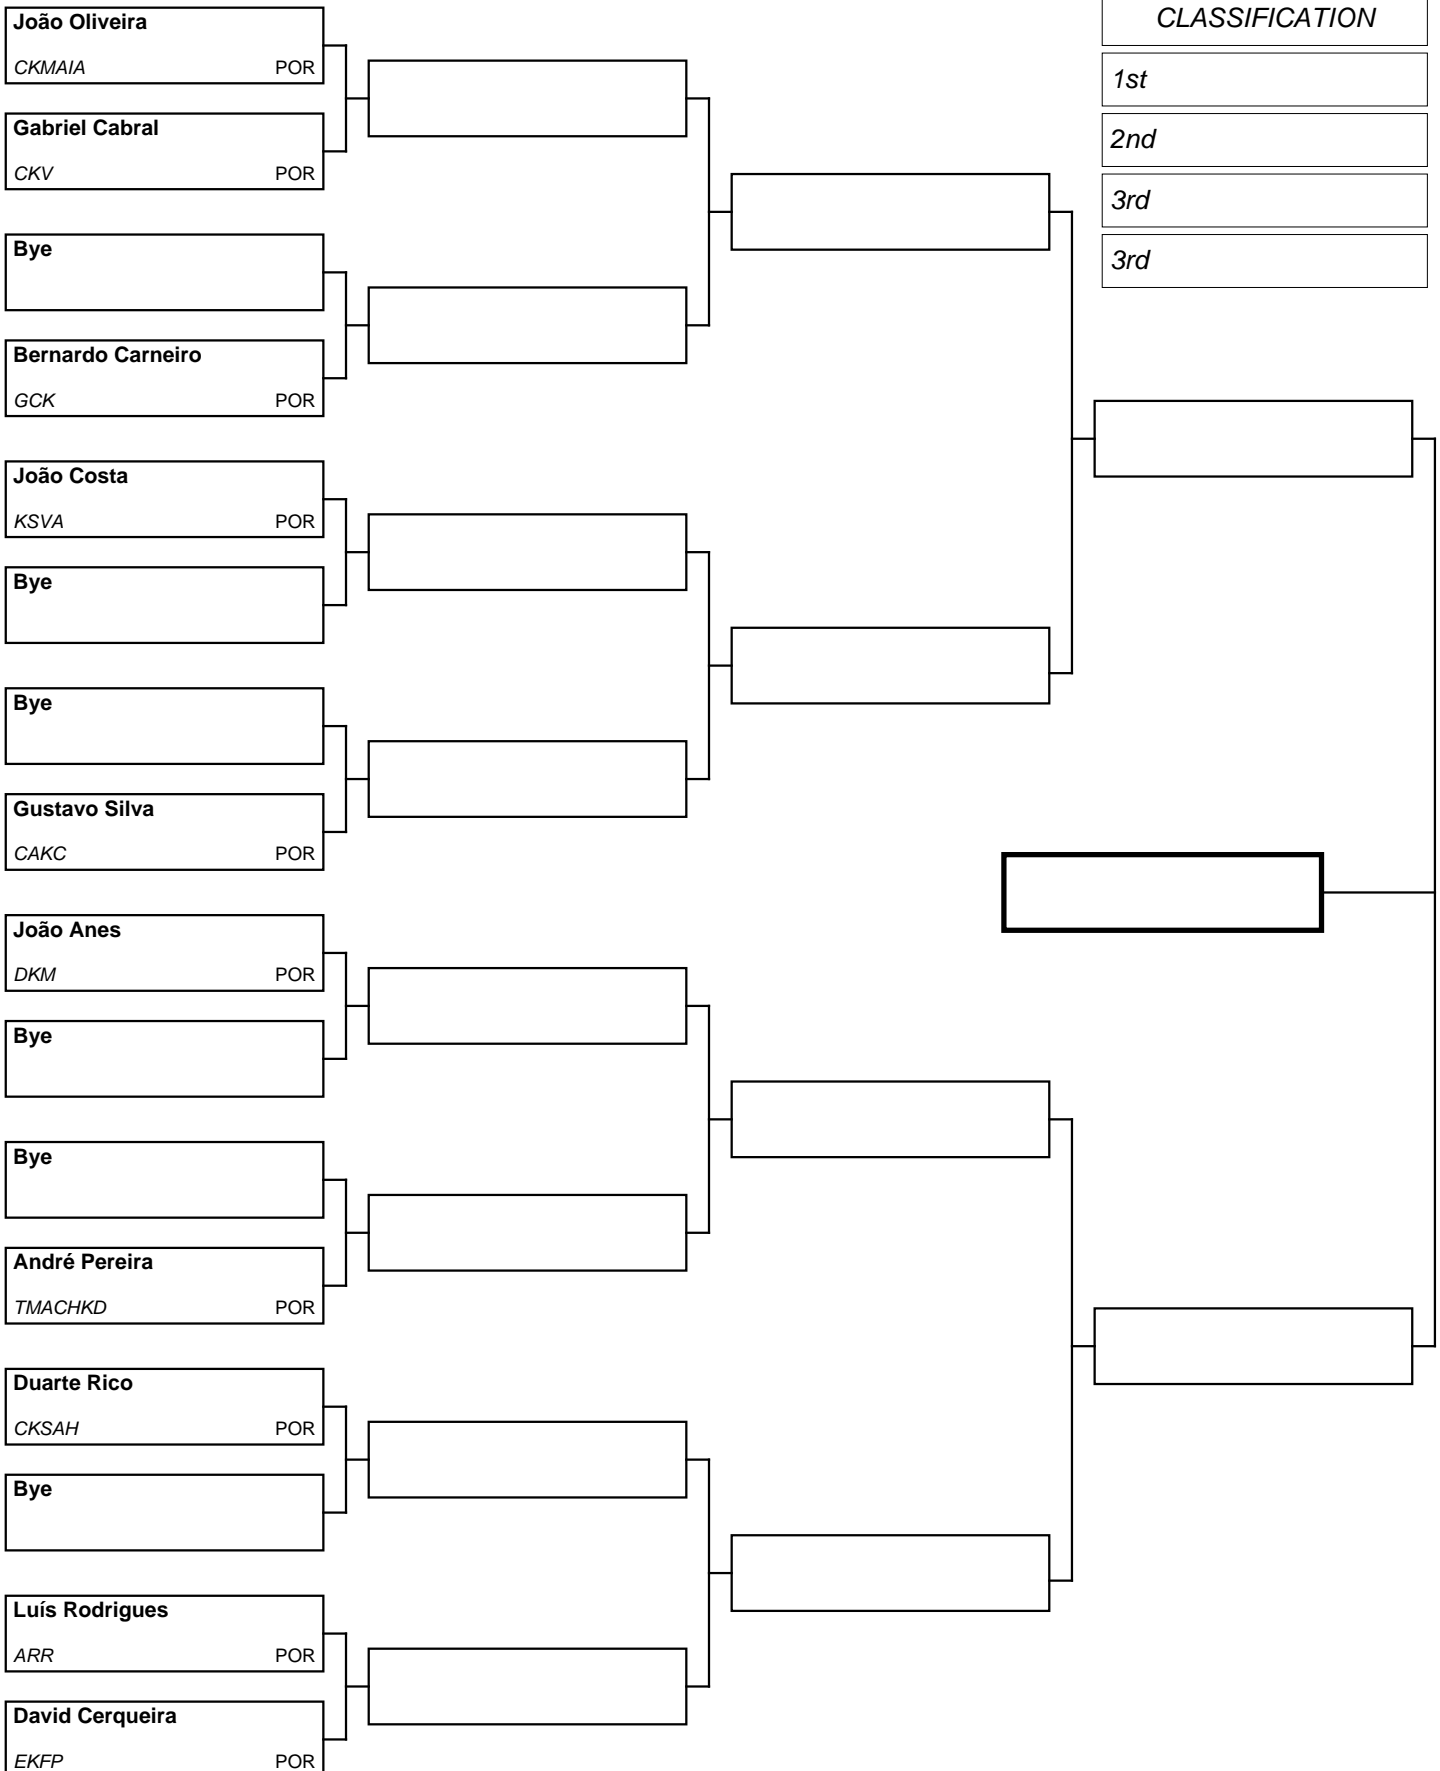 João Oliveira
CKMAIA POR
Gabriel Cabral
CKV POR
Bye
Bernardo Carneiro
GCK POR
João Costa
KSVA POR
Bye
Bye
Gustavo Silva
CAKC POR
João Anes
DKM POR
Bye
Bye
André Pereira
TMACHKD POR
Duarte Rico
CKSAH POR
Bye
Luís Rodrigues
ARR POR
David Cerqueira
EKFP POR
CLASSIFICATION
1st
2nd
3rd
3rd